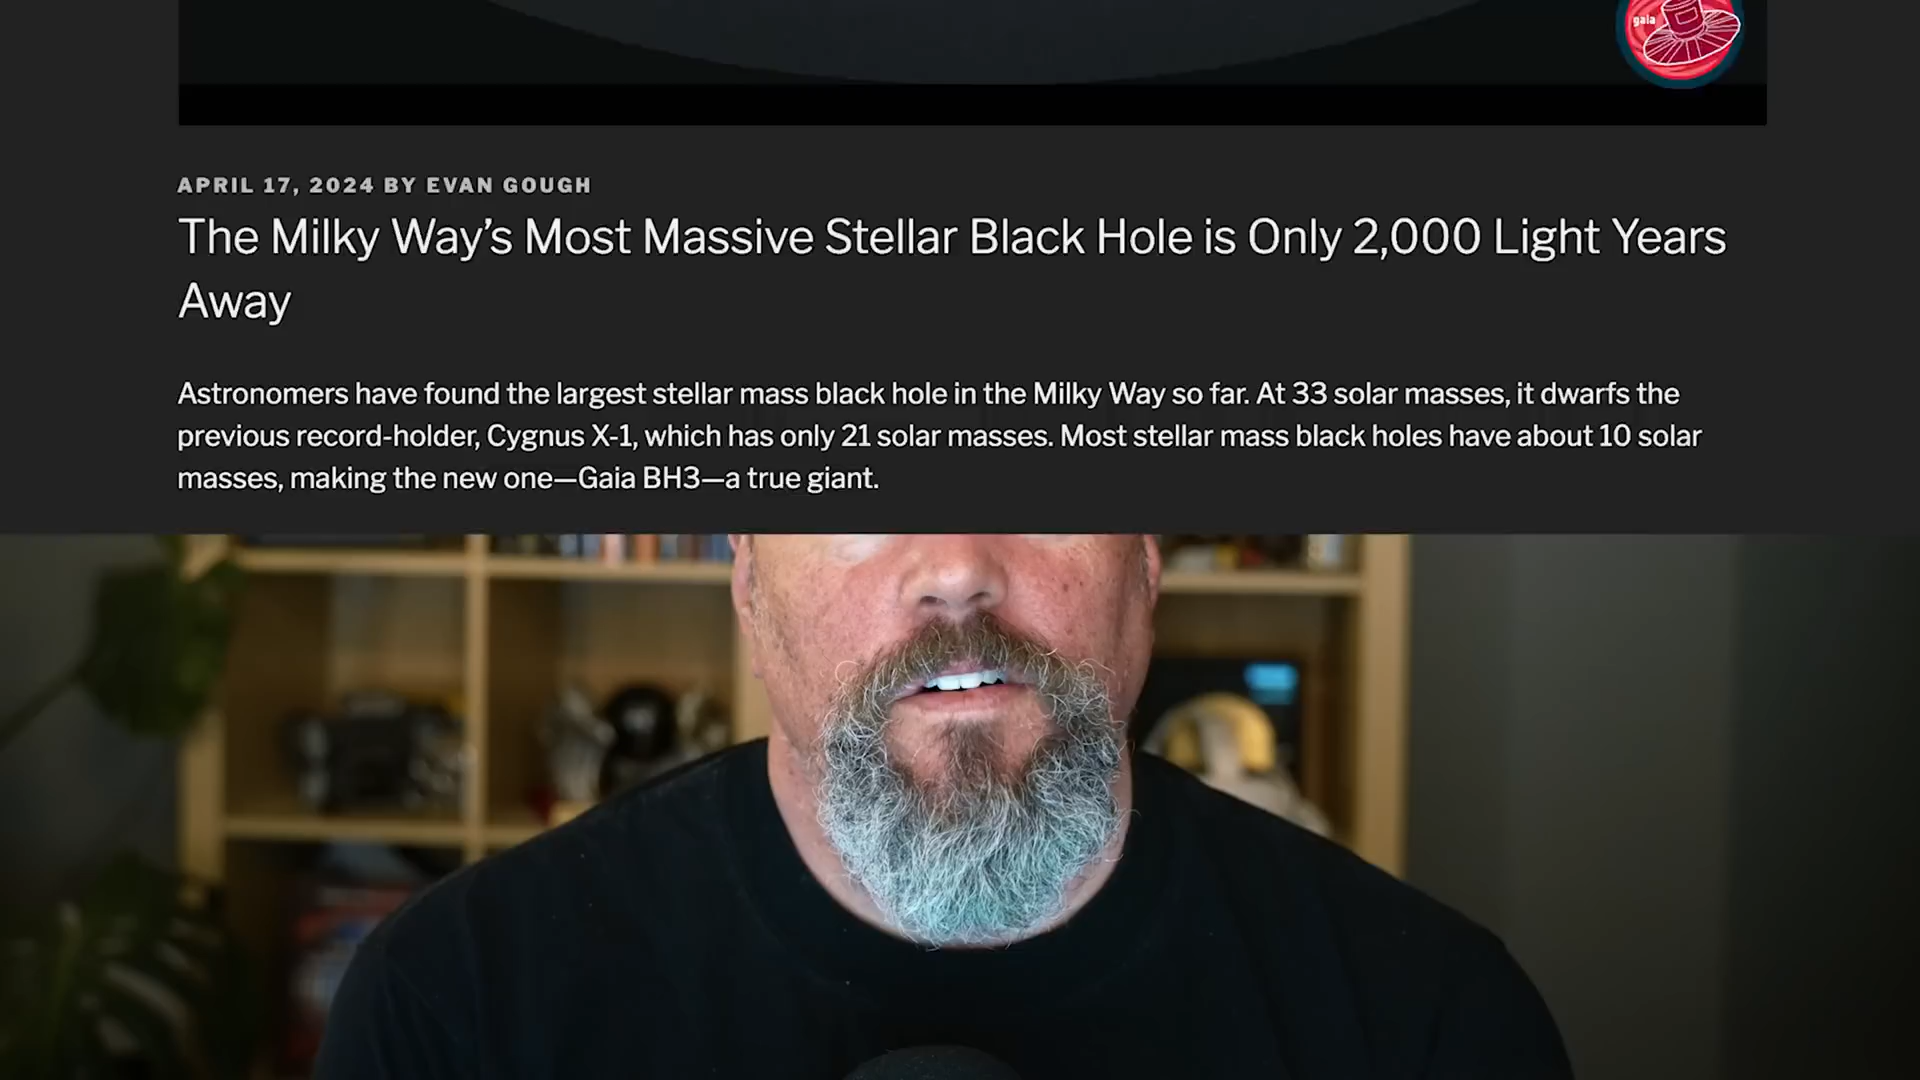 gaia
APRIL 17, 2024 BY EVAN GOUGH
The Milky Way’s Most Massive Stellar Black Hole is Only 2,000 Light Years
Away
Astronomers have found the largest stellar mass black hole in the Milky Way so far. At 33 solar masses, it dwarfs the
previous record-holder, Cygnus X-1, which has only 21 solar masses. Most stellar mass black holes have about 10 solar
masses, making the new one—Gaia BH3—a true giant.